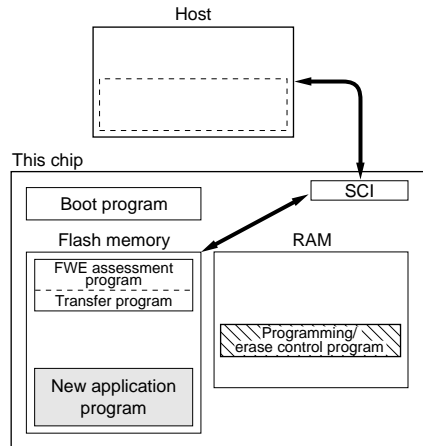 Host
This chip
SCI
Boot program
Flash memory
RAM
FWE assessment
program
Transfer program
Programming/
erase control program
New application
program